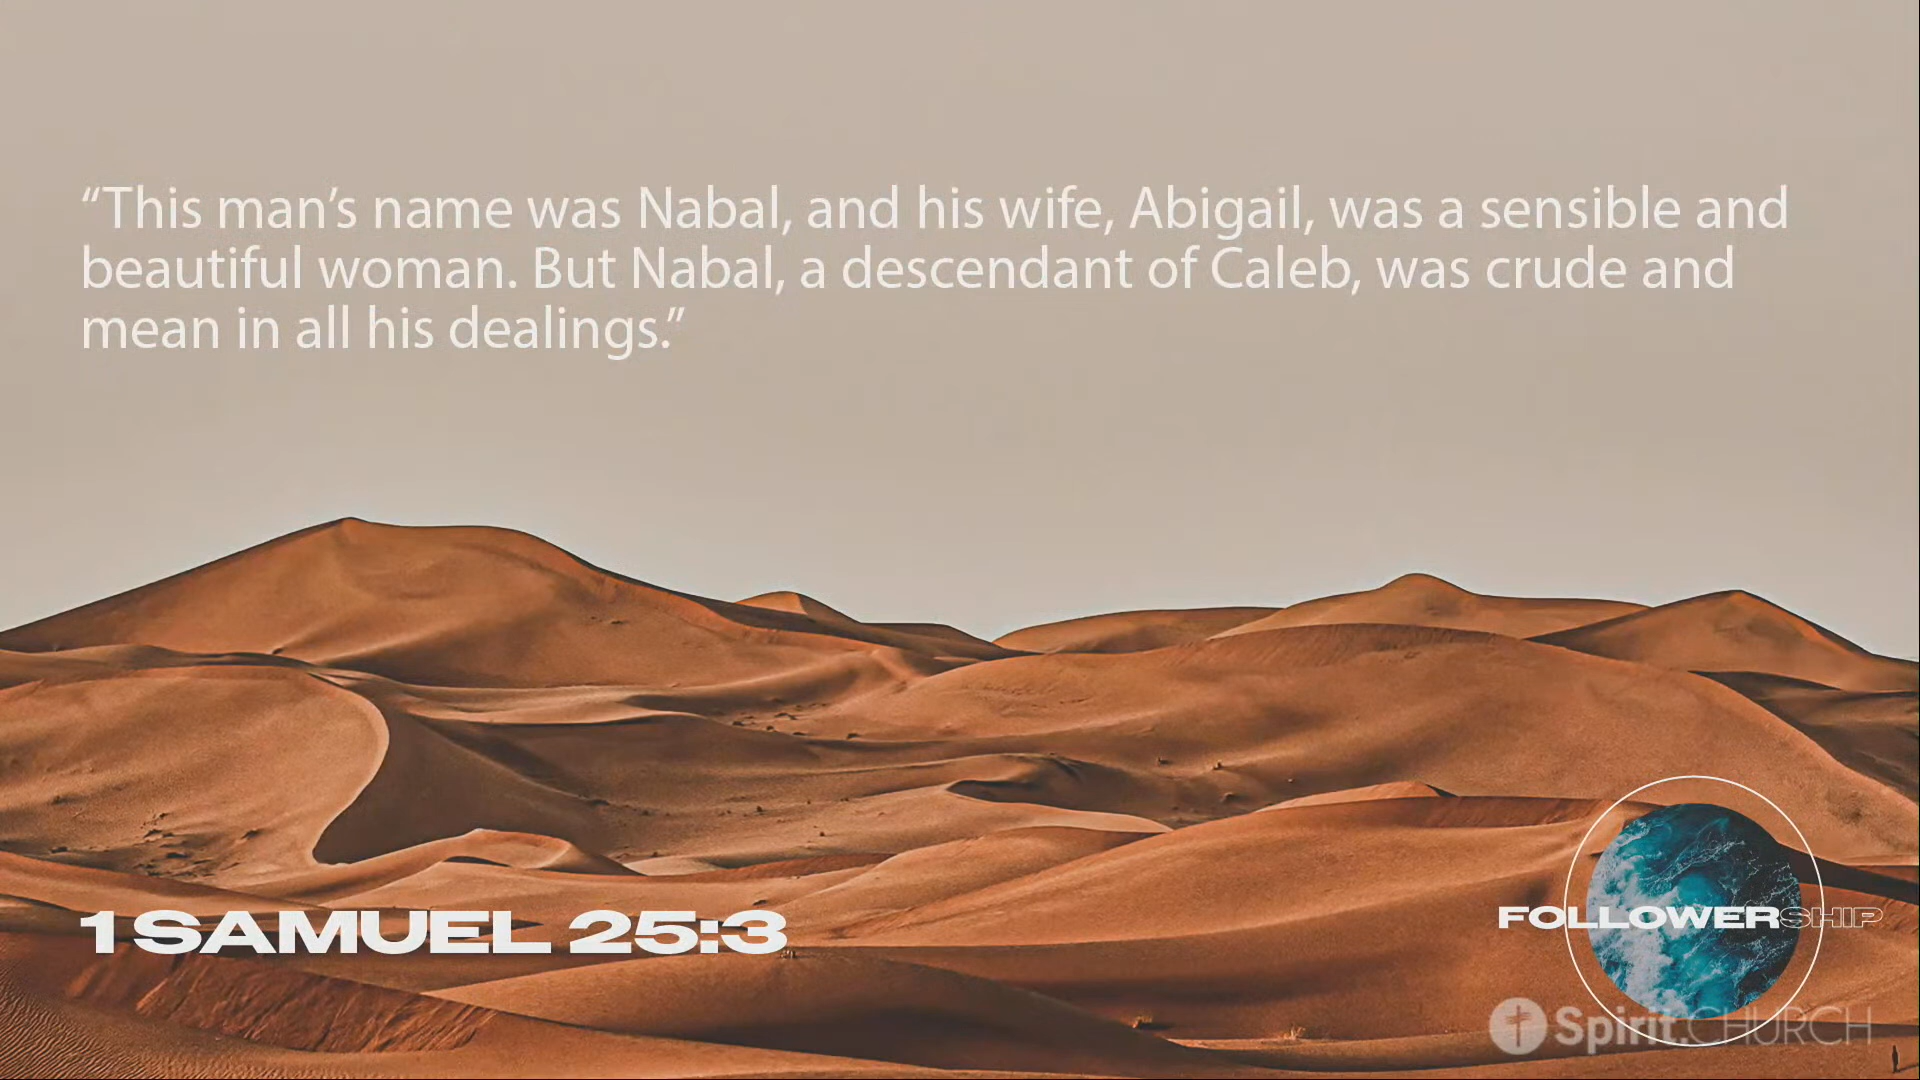 “This man’s name was Nabal, and his wife, Abigail, was a sensible and
beautiful woman. But Nabal, a descendant of Caleb, was crude and
mean in all his dealings.”
1 SAMUEL 25:3
FOLLOWERSHIP
Spirit.CHURCH